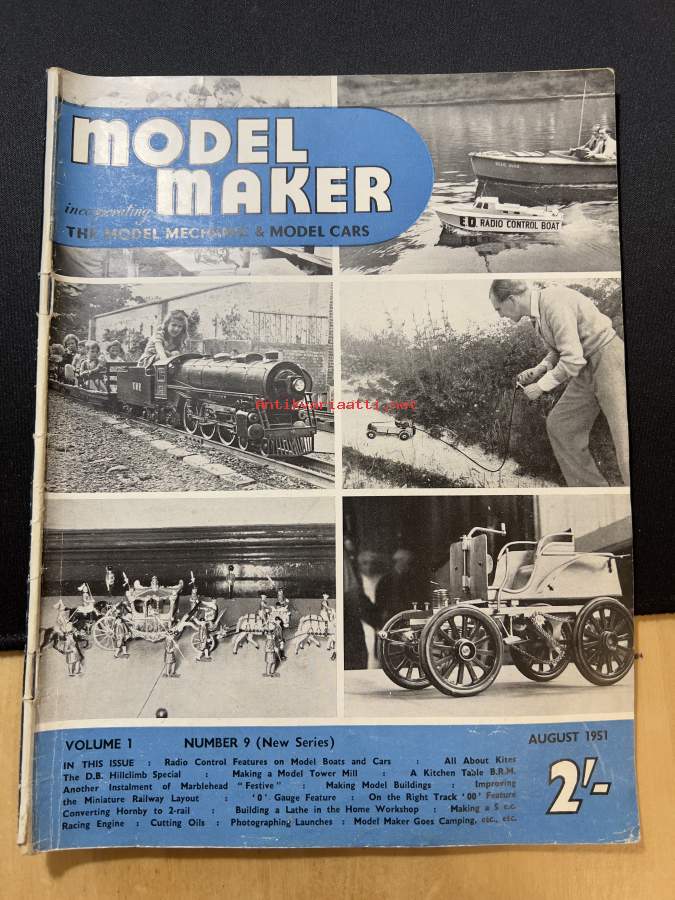 MODEL
MAKER
incorporating
THE MODEL MECHANIC & MODEL CARS
BLUE
E.D. RADIO CONTROL BOAT
Antikvariaatti.net
VOLUME 1 NUMBER 9 (New Series) AUGUST 1951
IN THIS ISSUE : Radio Control Features on Model Boats and Cars : All About Kites
The D.B. Hillclimb Special : Making a Model Tower Mill : A Kitchen Table B.R.M.
Another Instalment of Marblehead "Festive" : Making Model Buildings : Improving
the Miniature Railway Layout : 'O' Gauge Feature : On the Right Track '00' Feature
Converting Hornby to 2-rail : Building a Lathe in the Home Workshop : Making a 5 c.c.
Racing Engine : Cutting Oils : Photographing Launches : Model Maker Goes Camping, etc., etc.
2'-